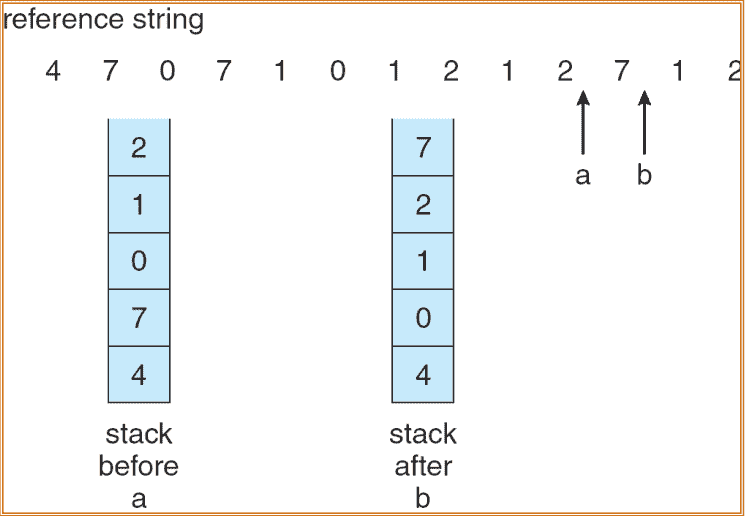 reference string
4 7 0 7 1 0 1 2 1 2 7 1 2
a b
2
1
0
7
4
stack
before
a
7
2
1
0
4
stack
after
b